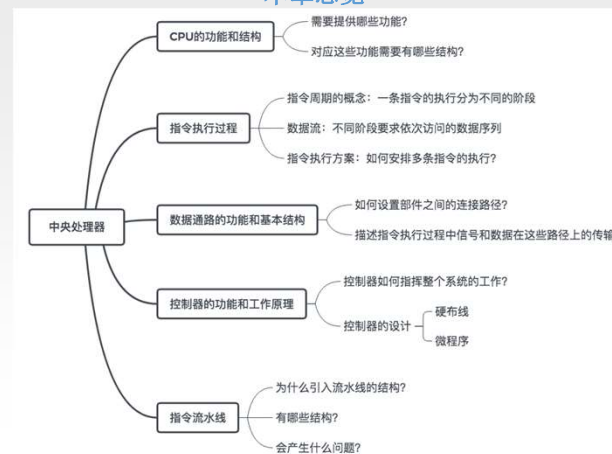 本章总览
CPU的功能和结构
需要提供哪些功能?
对应这些功能需要有哪些结构?
指令执行过程
指令周期的概念：一条指令的执行分为不同的阶段
数据流：不同阶段要求依次访问的数据序列
指令执行方案：如何安排多条指令的执行?
中央处理器
数据通路的功能和基本结构
如何设置部件之间的连接路径?
描述指令执行过程中信号和数据在这些路径上的传输
控制器的功能和工作原理
控制器如何指挥整个系统的工作?
控制器的设计
硬布线
微程序
指令流水线
为什么引入流水线的结构?
有哪些结构?
会产生什么问题?